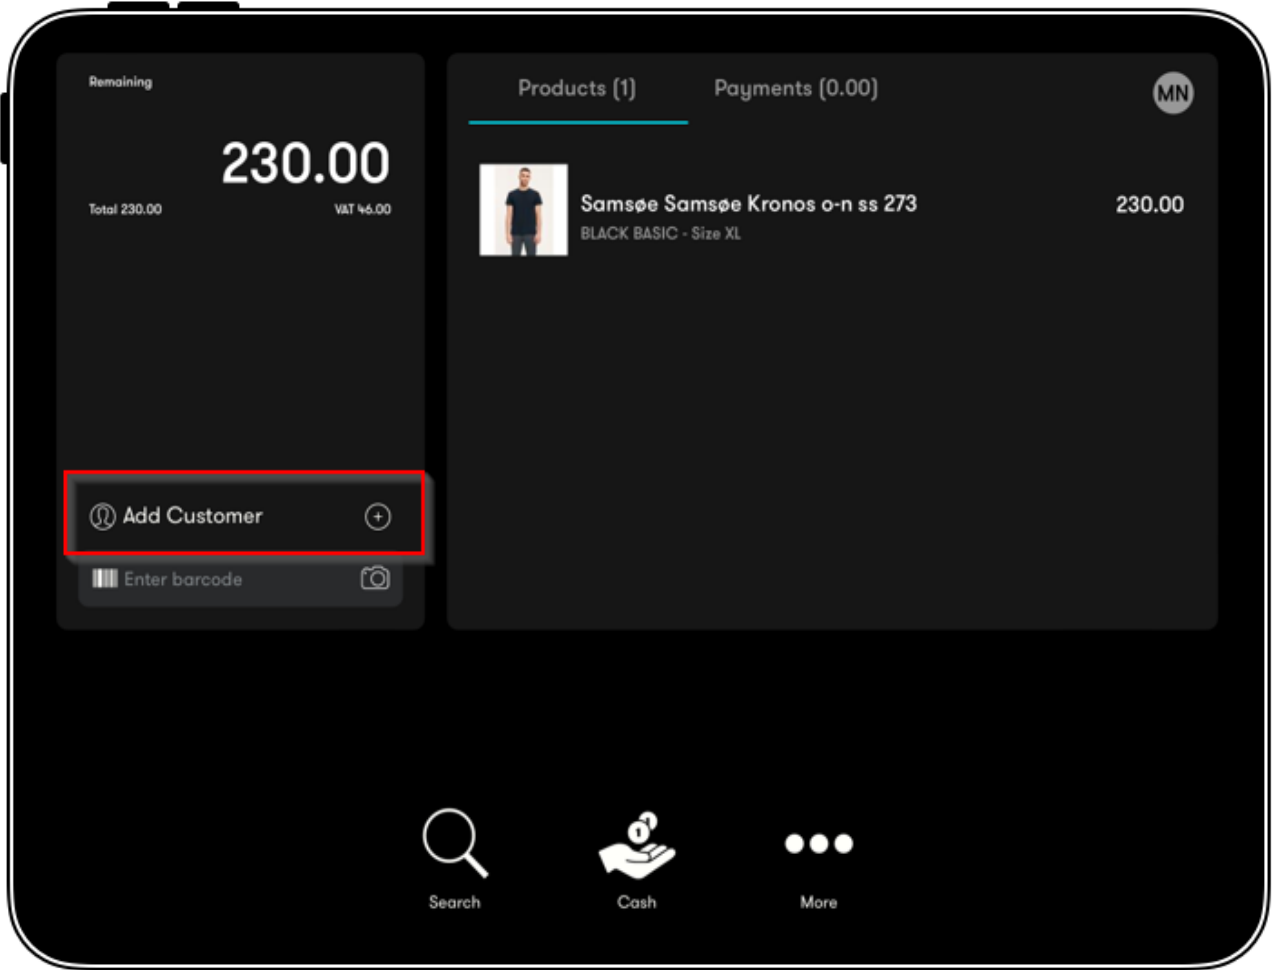 Remaining
230.00
Total 230.00 VAT 46.00
Add Customer
Enter barcode
Products (1) Payments (0.00) MN
Samsøe Samsøe Kronos o-n ss 273 230.00
BLACK BASIC - Size XL
Search Cash More